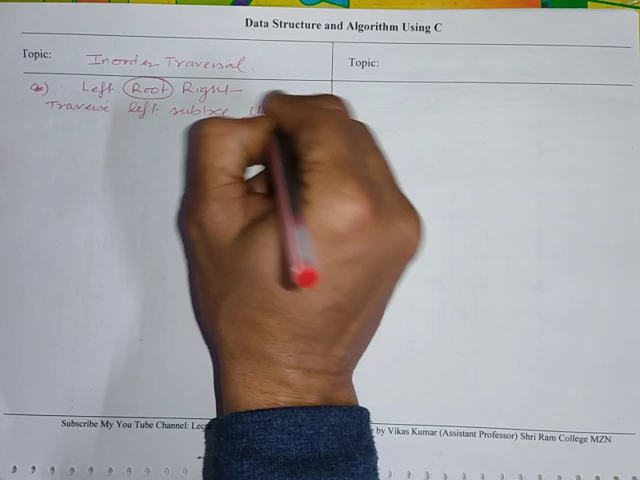 Data Structure and Algorithm Using C
Topic: Inorder Traversal.
Topic:
Left Root Right
Traverse left subtree
Subscribe My You Tube Channel: by Vikas Kumar (Assistant Professor) Shri Ram College MZN